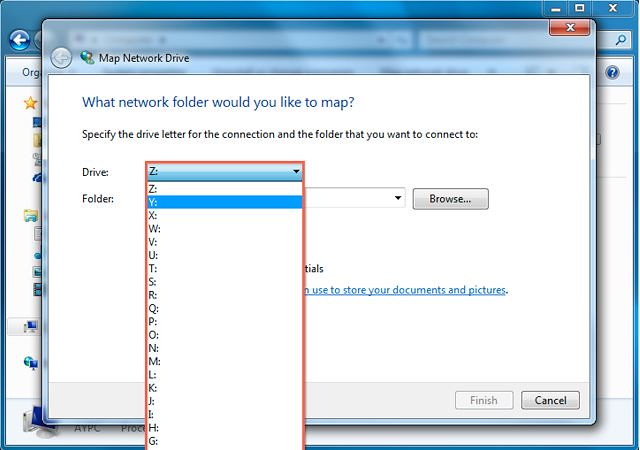 Orga
Map Network Drive
What network folder would you like to map?
Specify the drive letter for the connection and the folder that you want to connect to:
Drive: Z:
Folder: Browse...
Z:
Y:
X:
W:
V:
U:
T:
S:
R:
Q:
P:
O:
N:
M:
L:
K:
J:
I:
H:
G:
tials
n use to store your documents and pictures.
Finish Cancel
AYPC Proce